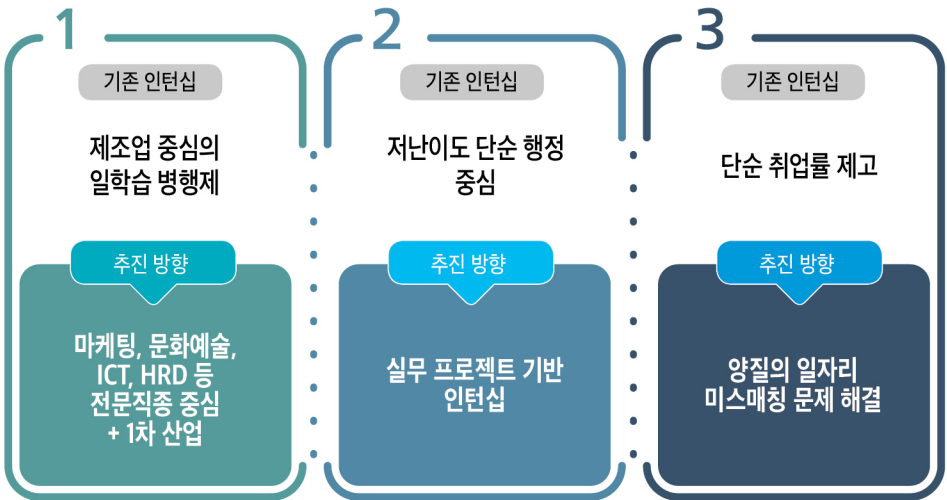 1
기존 인턴십
제조업 중심의
일학습 병행제
추진 방향
마케팅, 문화예술,
ICT, HRD 등
전문직종 중심
+ 1차 산업
2
기존 인턴십
저난이도 단순 행정
중심
추진 방향
실무 프로젝트 기반
인턴십
3
기존 인턴십
단순 취업률 제고
추진 방향
양질의 일자리
미스매칭 문제 해결